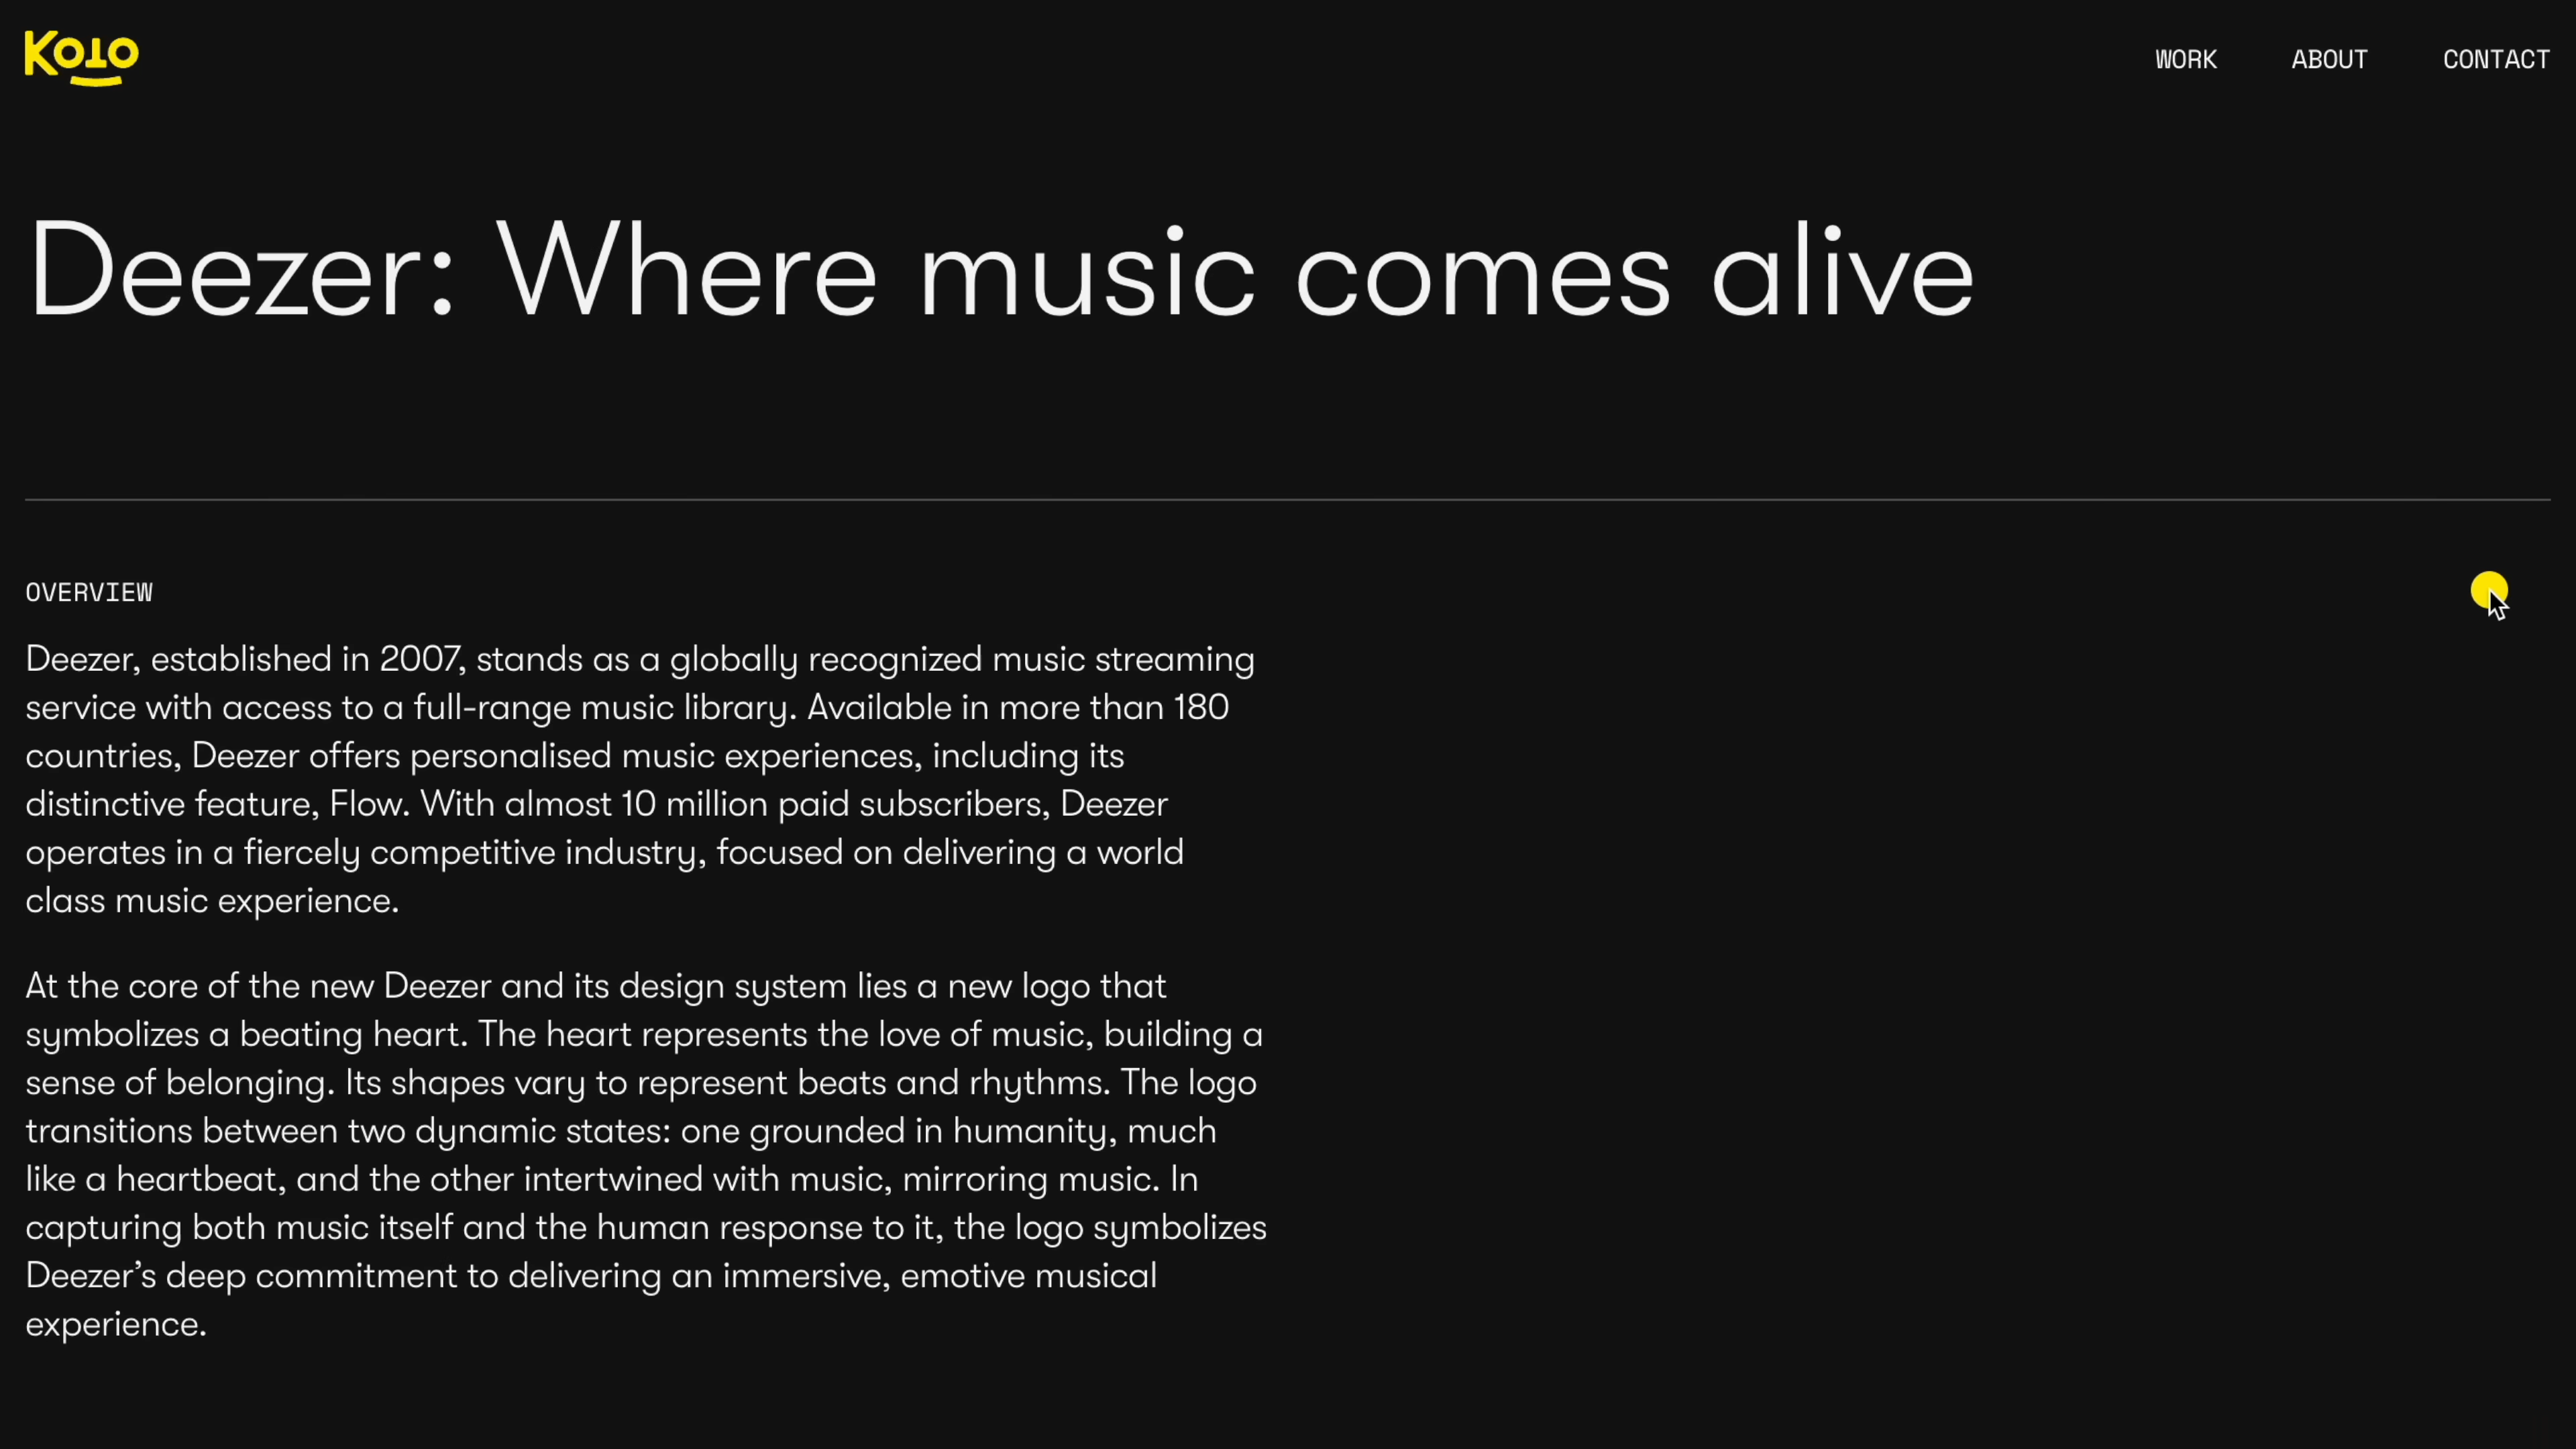 Koto
WORK
ABOUT
CONTACT
Deezer: Where music comes alive
OVERVIEW
Deezer, established in 2007, stands as a globally recognized music streaming
service with access to a full-range music library. Available in more than 180
countries, Deezer offers personalised music experiences, including its
distinctive feature, Flow. With almost 10 million paid subscribers, Deezer
operates in a fiercely competitive industry, focused on delivering a world
class music experience.
At the core of the new Deezer and its design system lies a new logo that
symbolizes a beating heart. The heart represents the love of music, building a
sense of belonging. Its shapes vary to represent beats and rhythms. The logo
transitions between two dynamic states: one grounded in humanity, much
like a heartbeat, and the other intertwined with music, mirroring music. In
capturing both music itself and the human response to it, the logo symbolizes
Deezer’s deep commitment to delivering an immersive, emotive musical
experience.